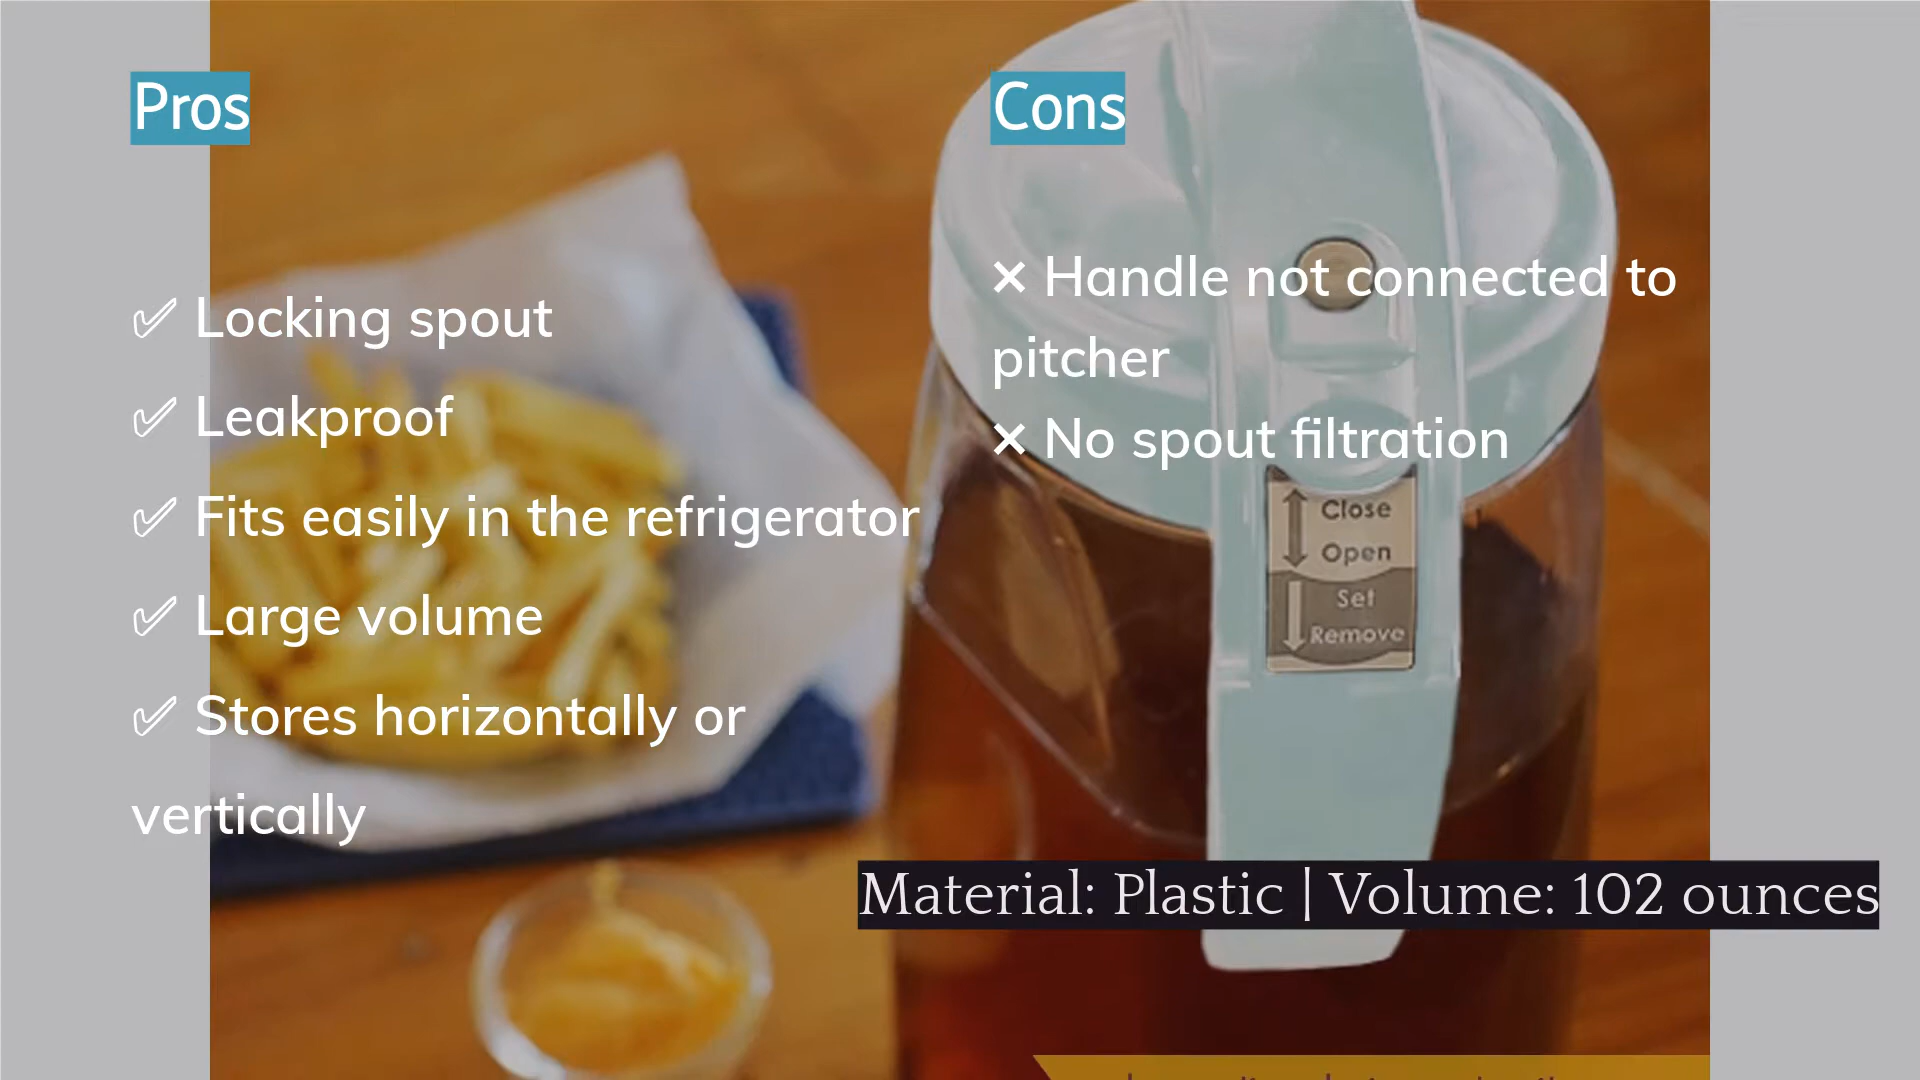 Pros
✅ Locking spout
✅ Leakproof
✅ Fits easily in the refrigerator
✅ Large volume
✅ Stores horizontally or
vertically
Cons
❌ Handle not connected to
pitcher
❌ No spout filtration
Close
Open
Set
Remove
Material: Plastic | Volume: 102 ounces